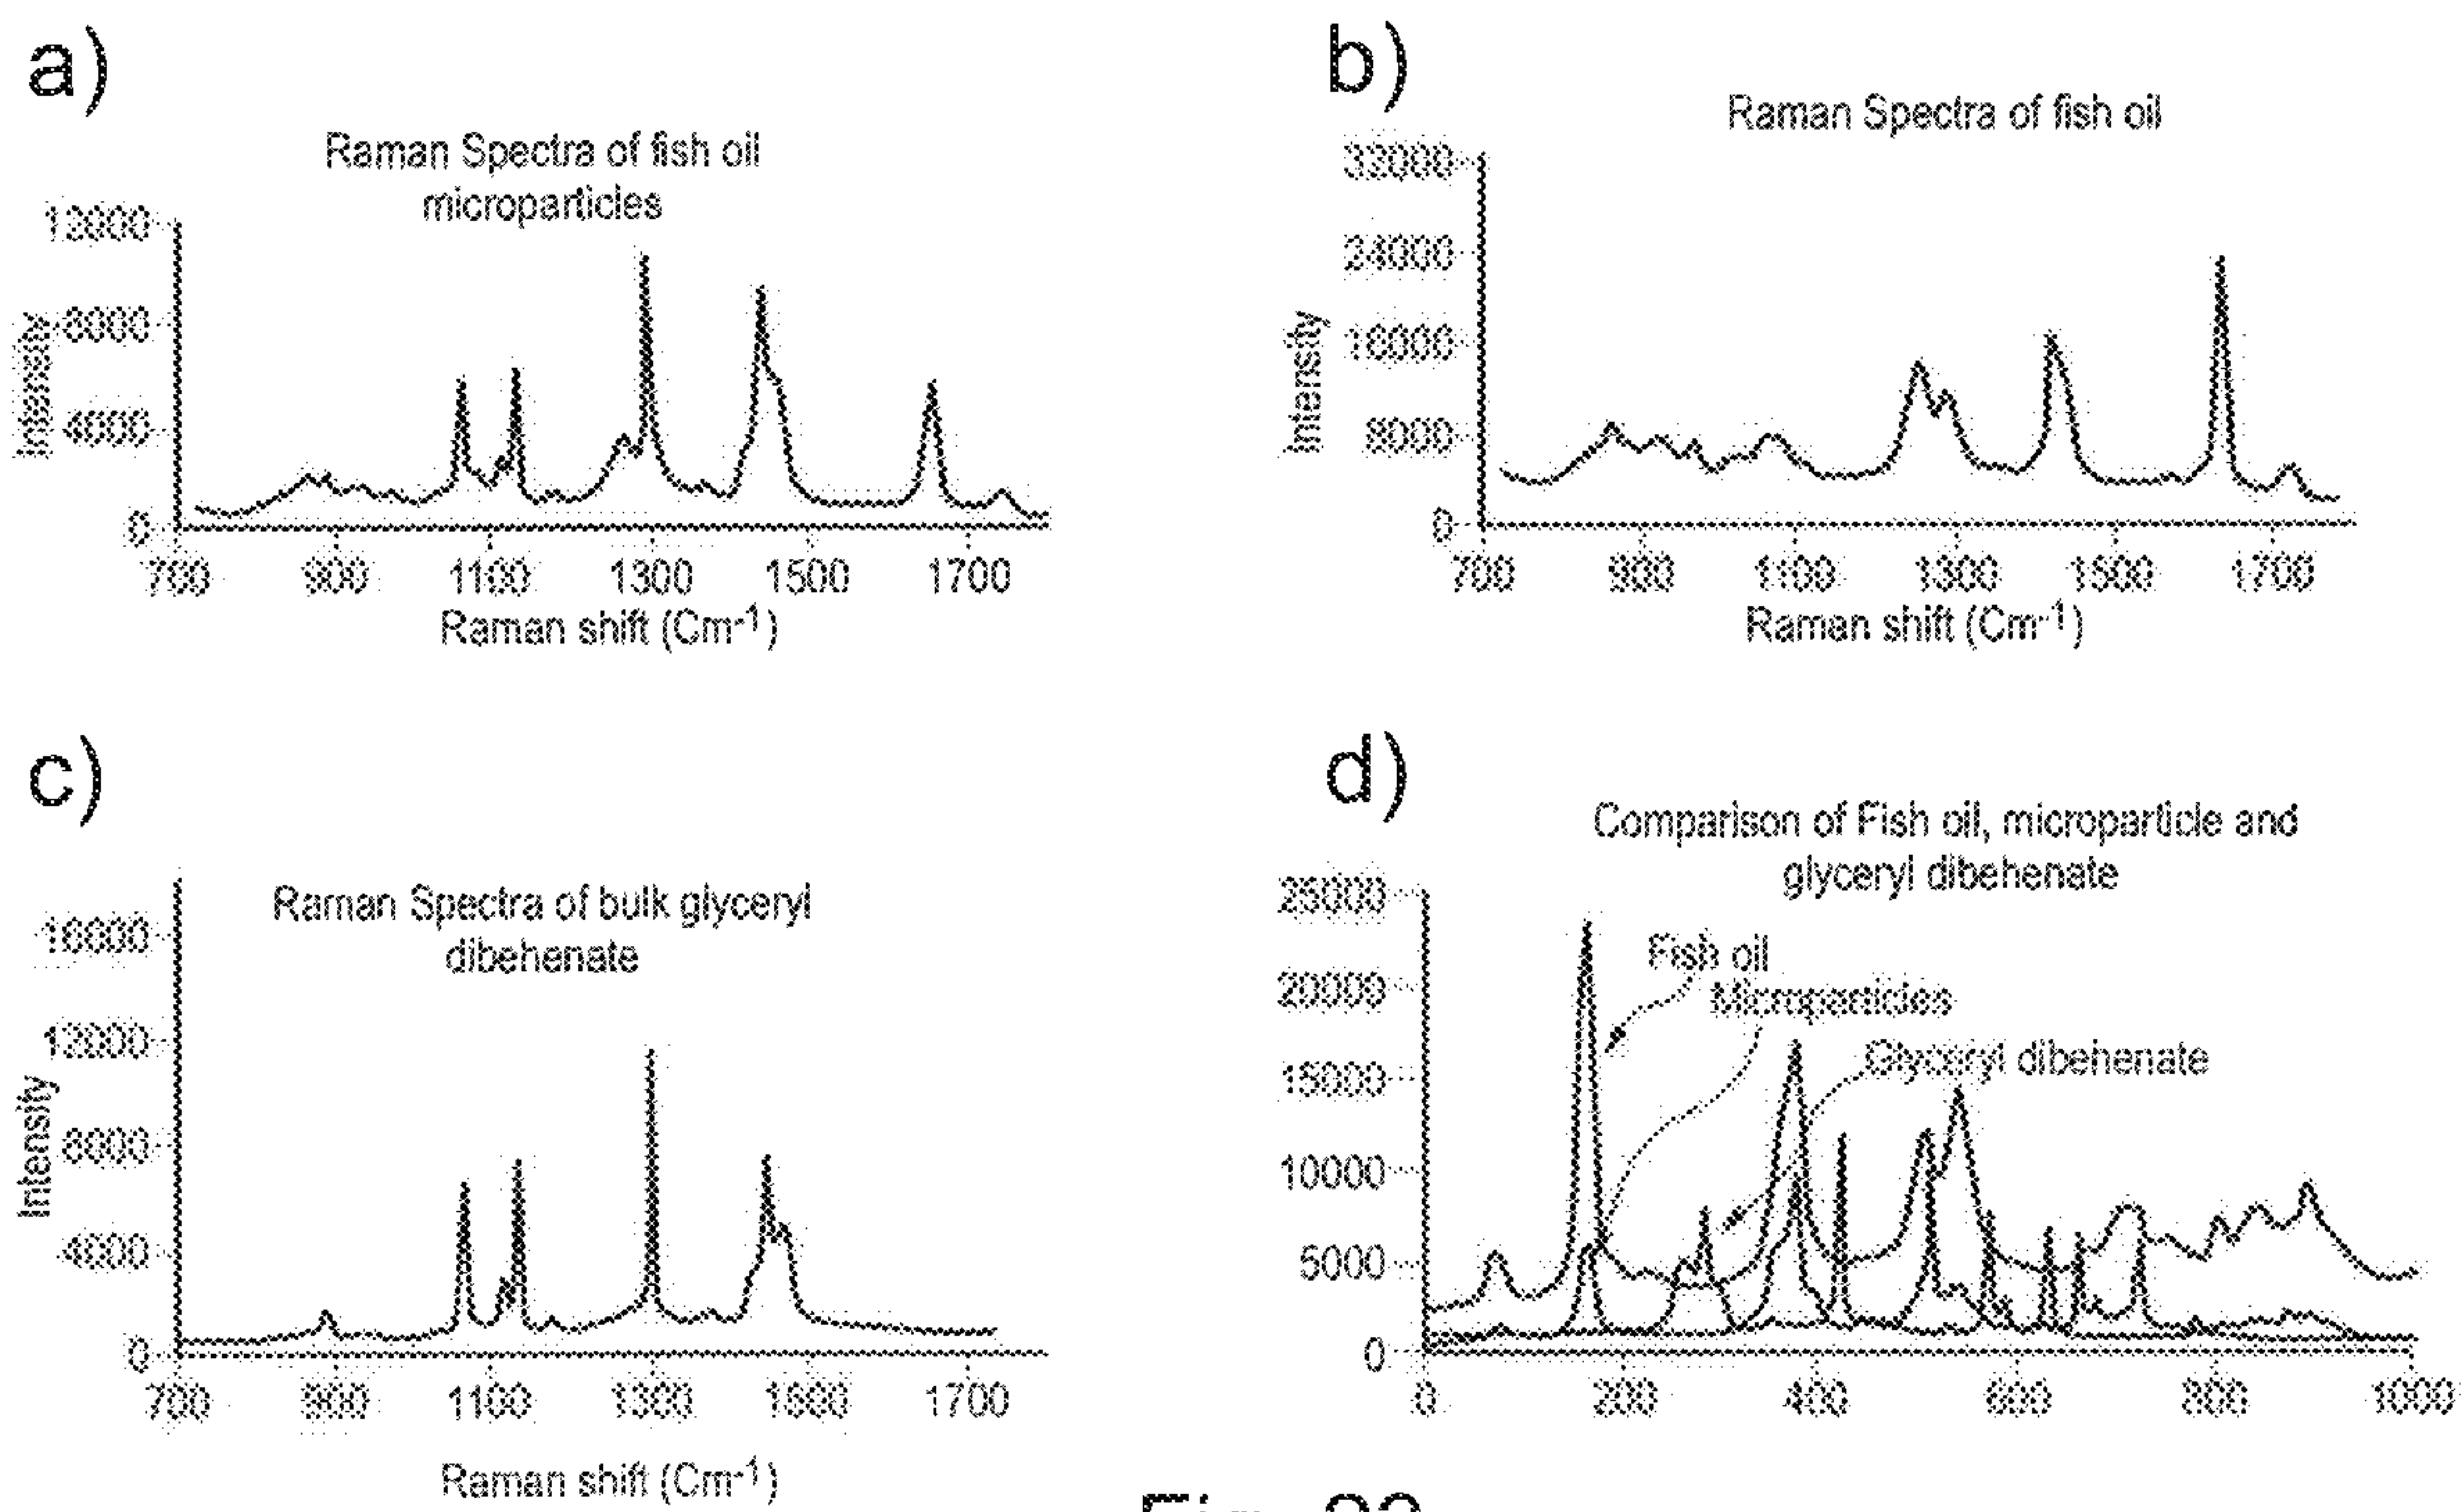 a)
Raman Spectra of fish oil
microparticles
12000
8000
4000
0
Intensity
700 900 1100 1300 1500 1700
Raman shift (Cm-1)
b)
Raman Spectra of fish oil
32000
24000
16000
8000
0
Intensity
700 900 1100 1300 1500 1700
Raman shift (Cm-1)
c)
Raman Spectra of bulk glyceryl
dibehenate
16000
12000
8000
4000
0
Intensity
700 900 1100 1300 1500 1700
Raman shift (Cm-1)
d)
Comparison of Fish oil, microparticle and
glyceryl dibehenate
25000
20000
15000
10000
5000
0
Fish oil
Microparticles
Glyceryl dibehenate
0 200 400 600 800 1000